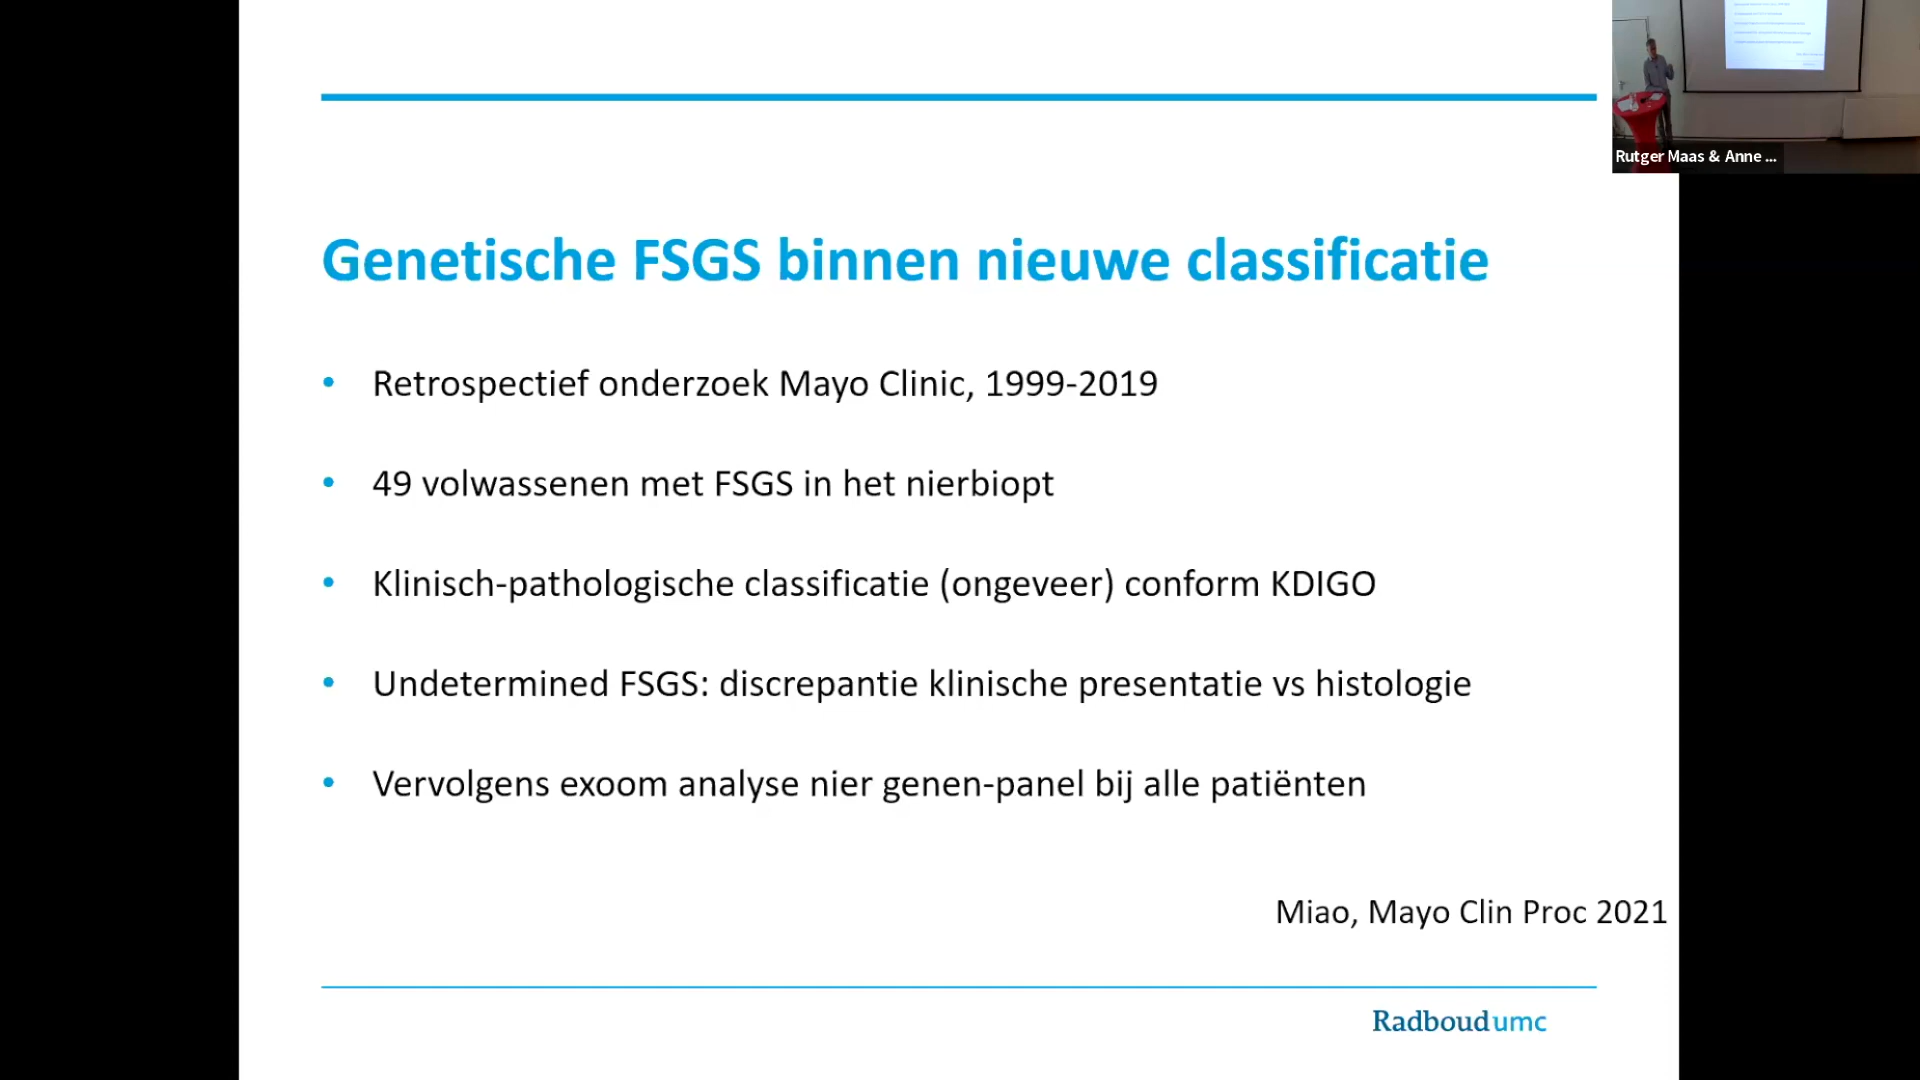 Rutger Maas & Anne ...
Genetische FSGS binnen nieuwe classificatie
• Retrospectief onderzoek Mayo Clinic, 1999-2019
• 49 volwassenen met FSGS in het nierbiopt
• Klinisch-pathologische classificatie (ongeveer) conform KDIGO
• Undetermined FSGS: discrepantie klinische presentatie vs histologie
• Vervolgens exoom analyse nier genen-panel bij alle patiënten
Miao, Mayo Clin Proc 2021
Radboudumc